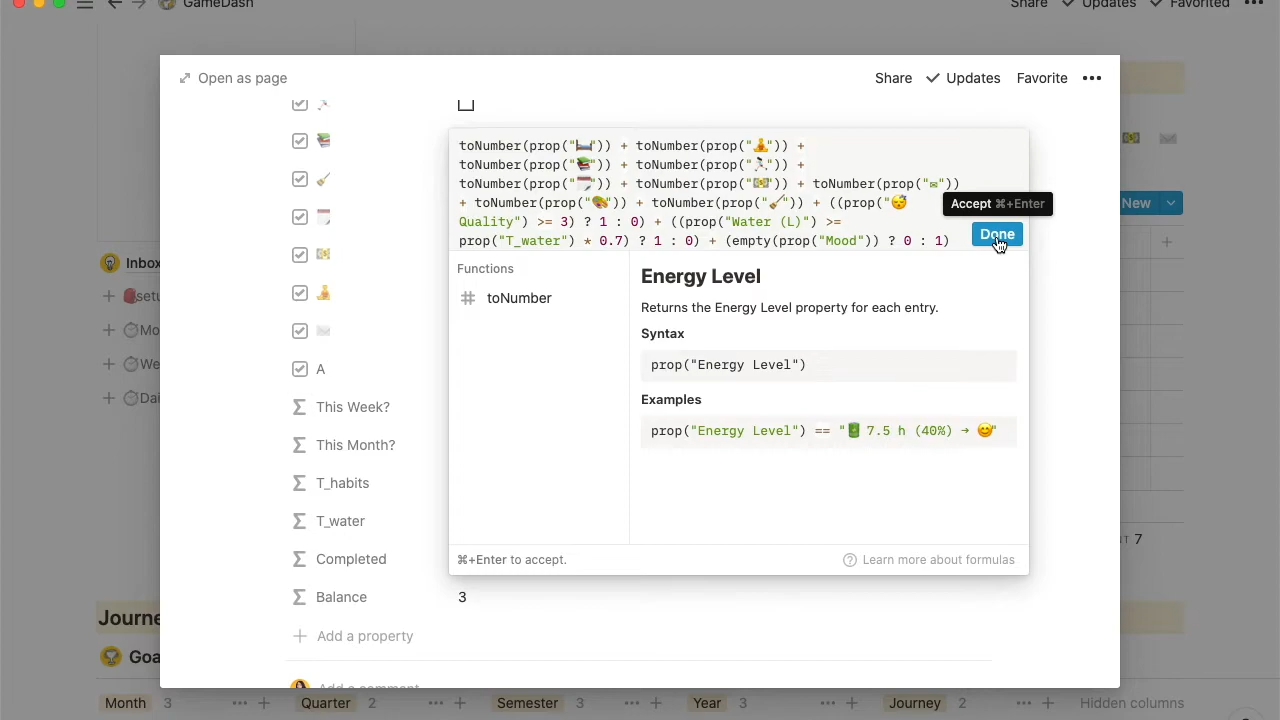 GameDash
Share ✓ Updates ✓ Favorited •••
Open as page
Share ✓ Updates Favorite •••
toNumber(prop("🛏️")) + toNumber(prop("🧘")) +
toNumber(prop("📚")) + toNumber(prop("🏃🏻")) +
toNumber(prop("🗒️")) + toNumber(prop("💵")) + toNumber(prop("✉️"))
+ toNumber(prop("🎨")) + toNumber(prop("🧹")) + ((prop("😴
Quality") >= 3) ? 1 : 0) + ((prop("Water (L)") >=
prop("T_water") * 0.7) ? 1 : 0) + (empty(prop("Mood")) ? 0 : 1)
Accept ⌘+Enter
Done
New
Functions
toNumber
Energy Level
Returns the Energy Level property for each entry.
Syntax
prop("Energy Level")
Examples
prop("Energy Level") == "🔋 7.5 h (40%) → 😊"
⌘+Enter to accept.
Learn more about formulas
Inbox
A
This Week?
This Month?
T_habits
T_water
Completed
Balance 3
+ Add a property
Add a comment
7
Month 3 ••• +
Quarter 2 ••• +
Semester 3 ••• +
Year 3 ••• +
Journey 2 ••• +
Hidden columns